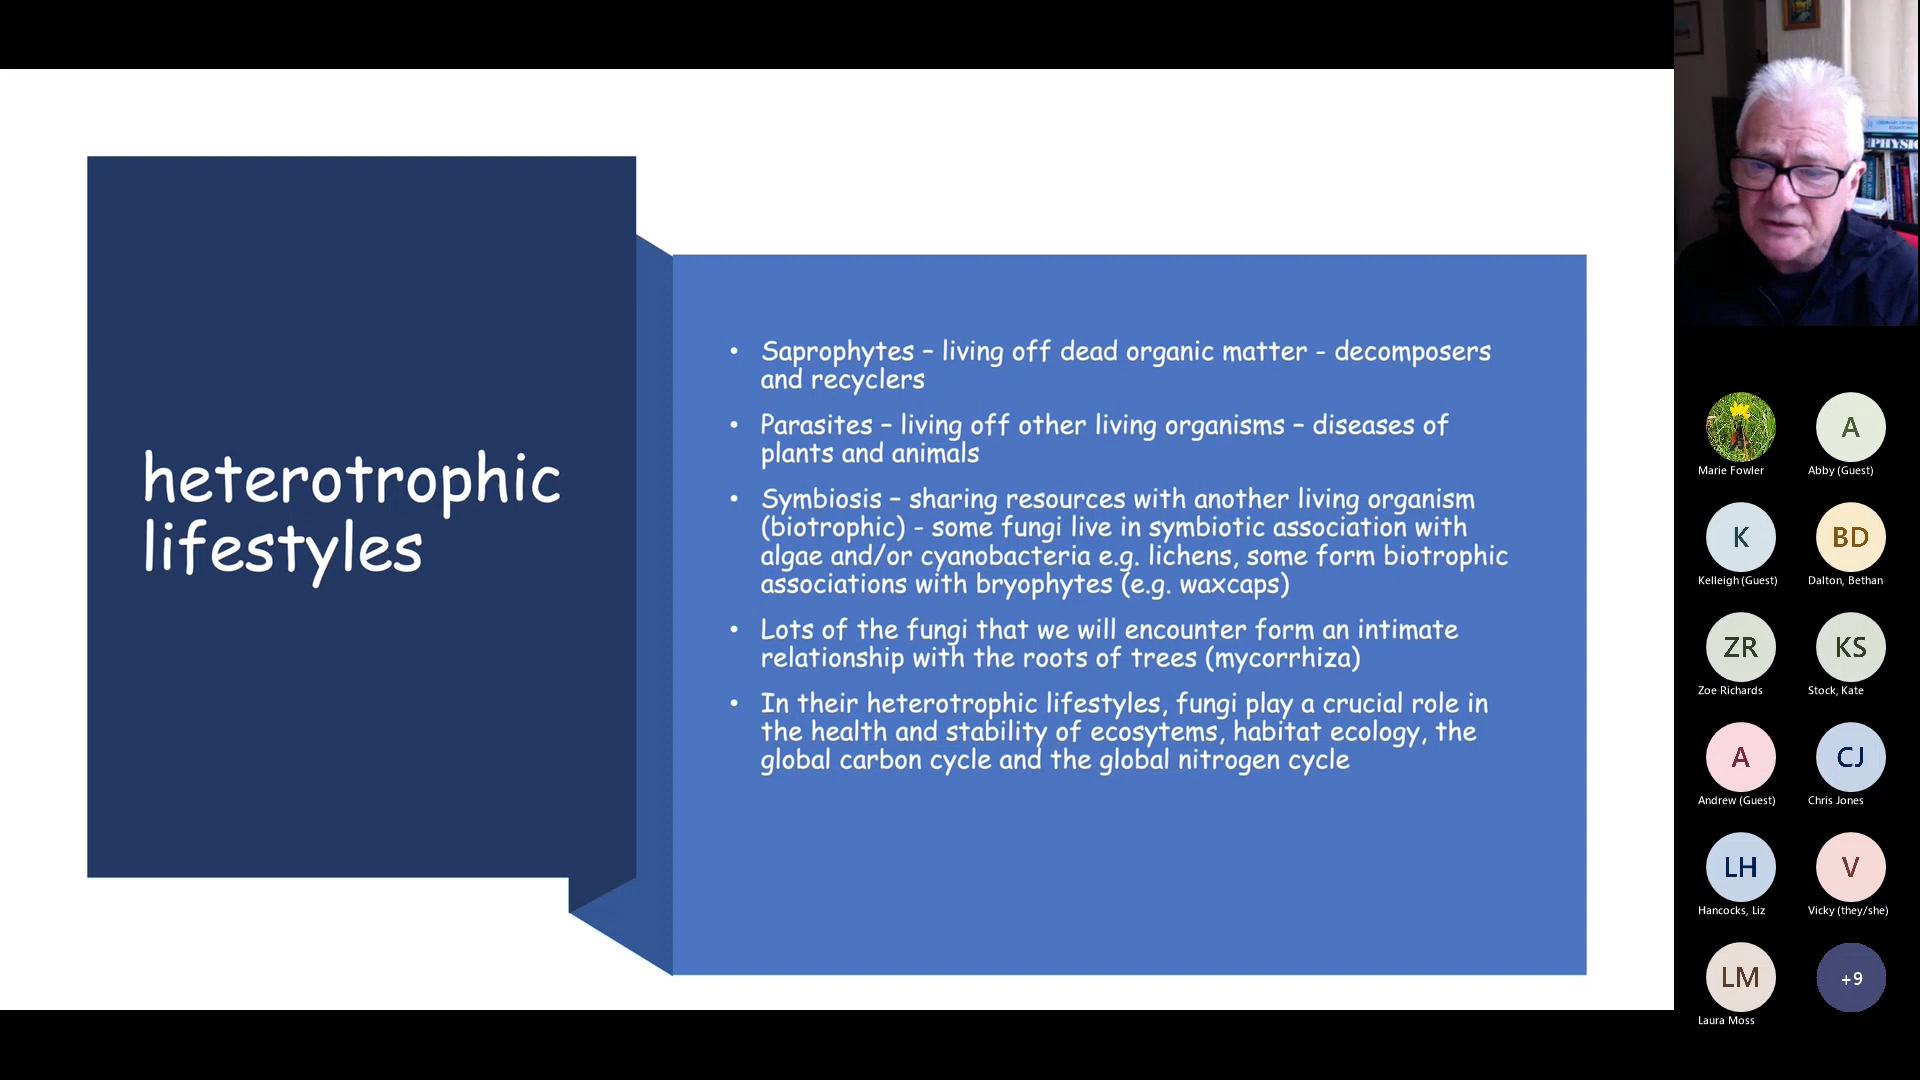 heterotrophic
lifestyles
• Saprophytes – living off dead organic matter - decomposers
and recyclers
• Parasites – living off other living organisms – diseases of
plants and animals
• Symbiosis – sharing resources with another living organism
(biotrophic) - some fungi live in symbiotic association with
algae and/or cyanobacteria e.g. lichens, some form biotrophic
associations with bryophytes (e.g. waxcaps)
• Lots of the fungi that we will encounter form an intimate
relationship with the roots of trees (mycorrhiza)
• In their heterotrophic lifestyles, fungi play a crucial role in
the health and stability of ecosytems, habitat ecology, the
global carbon cycle and the global nitrogen cycle
Marie Fowler
A
Abby (Guest)
K
Kelleigh (Guest)
BD
Dalton, Bethan
ZR
Zoe Richards
KS
Stock, Kate
A
Andrew (Guest)
CJ
Chris Jones
LH
Hancocks, Liz
V
Vicky (they/she)
LM
Laura Moss
+9